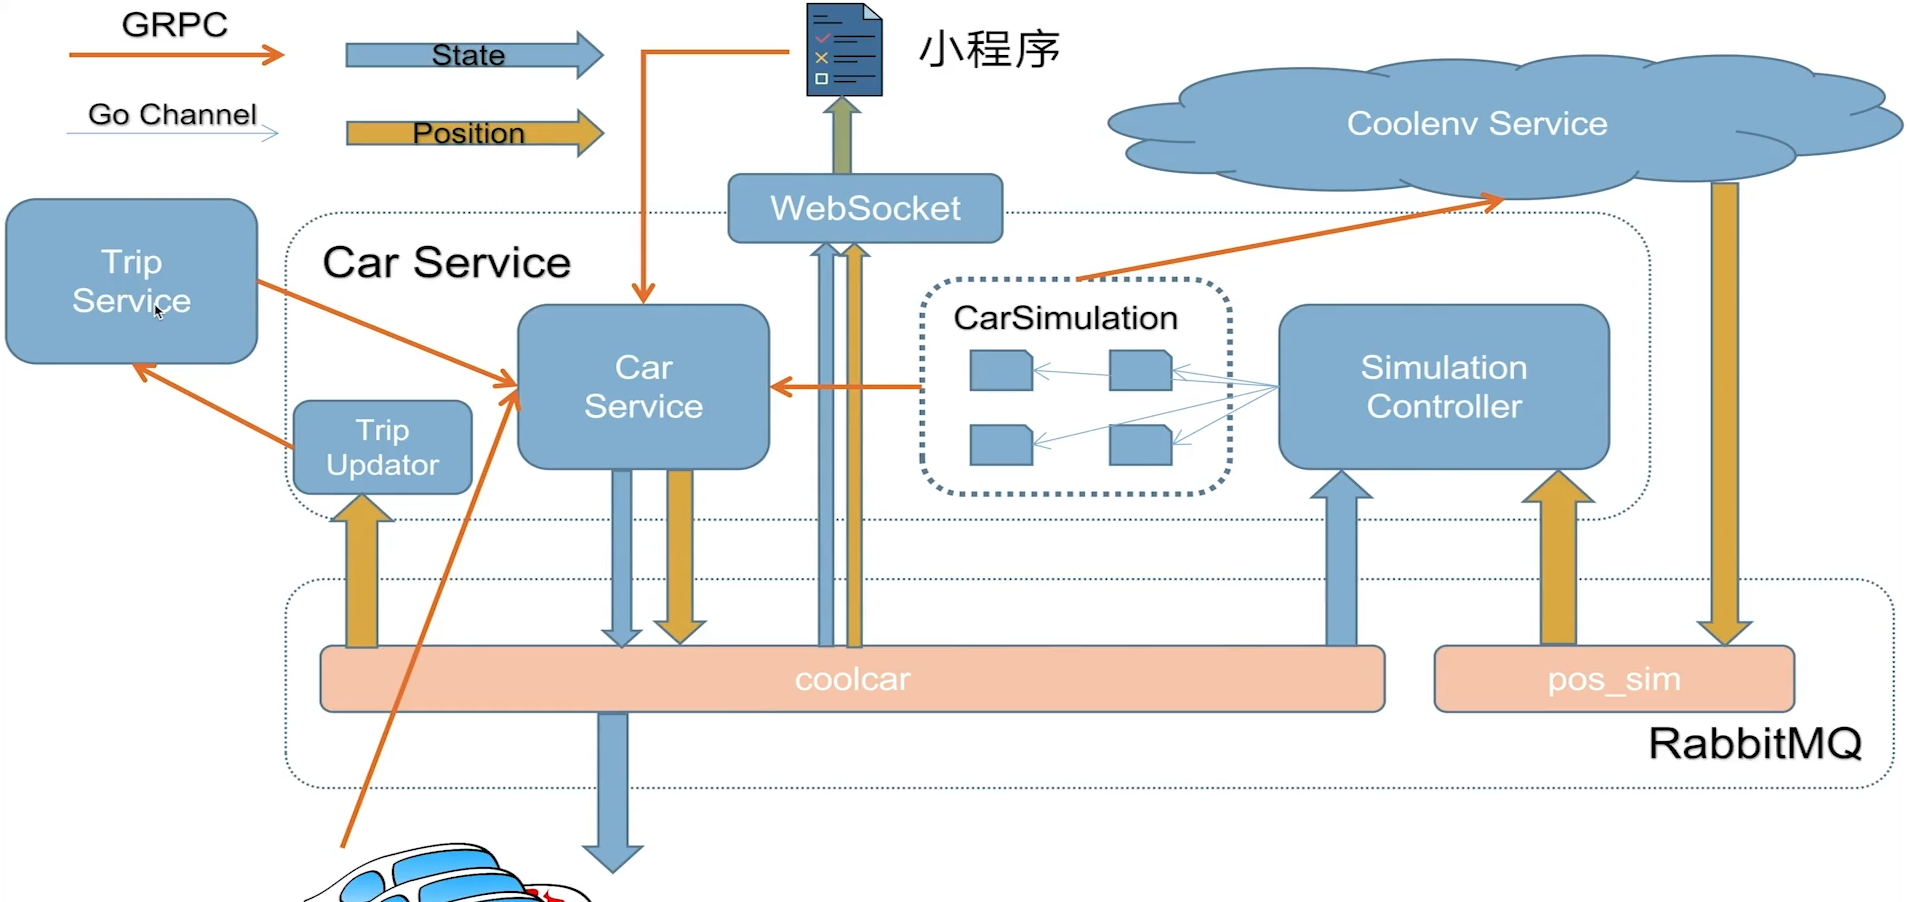 GRPC
State
小程序
Go Channel
Position
Coolenv Service
WebSocket
Trip
Service
Car Service
CarSimulation
Car
Service
Simulation
Controller
Trip
Updator
coolcar
pos_sim
RabbitMQ